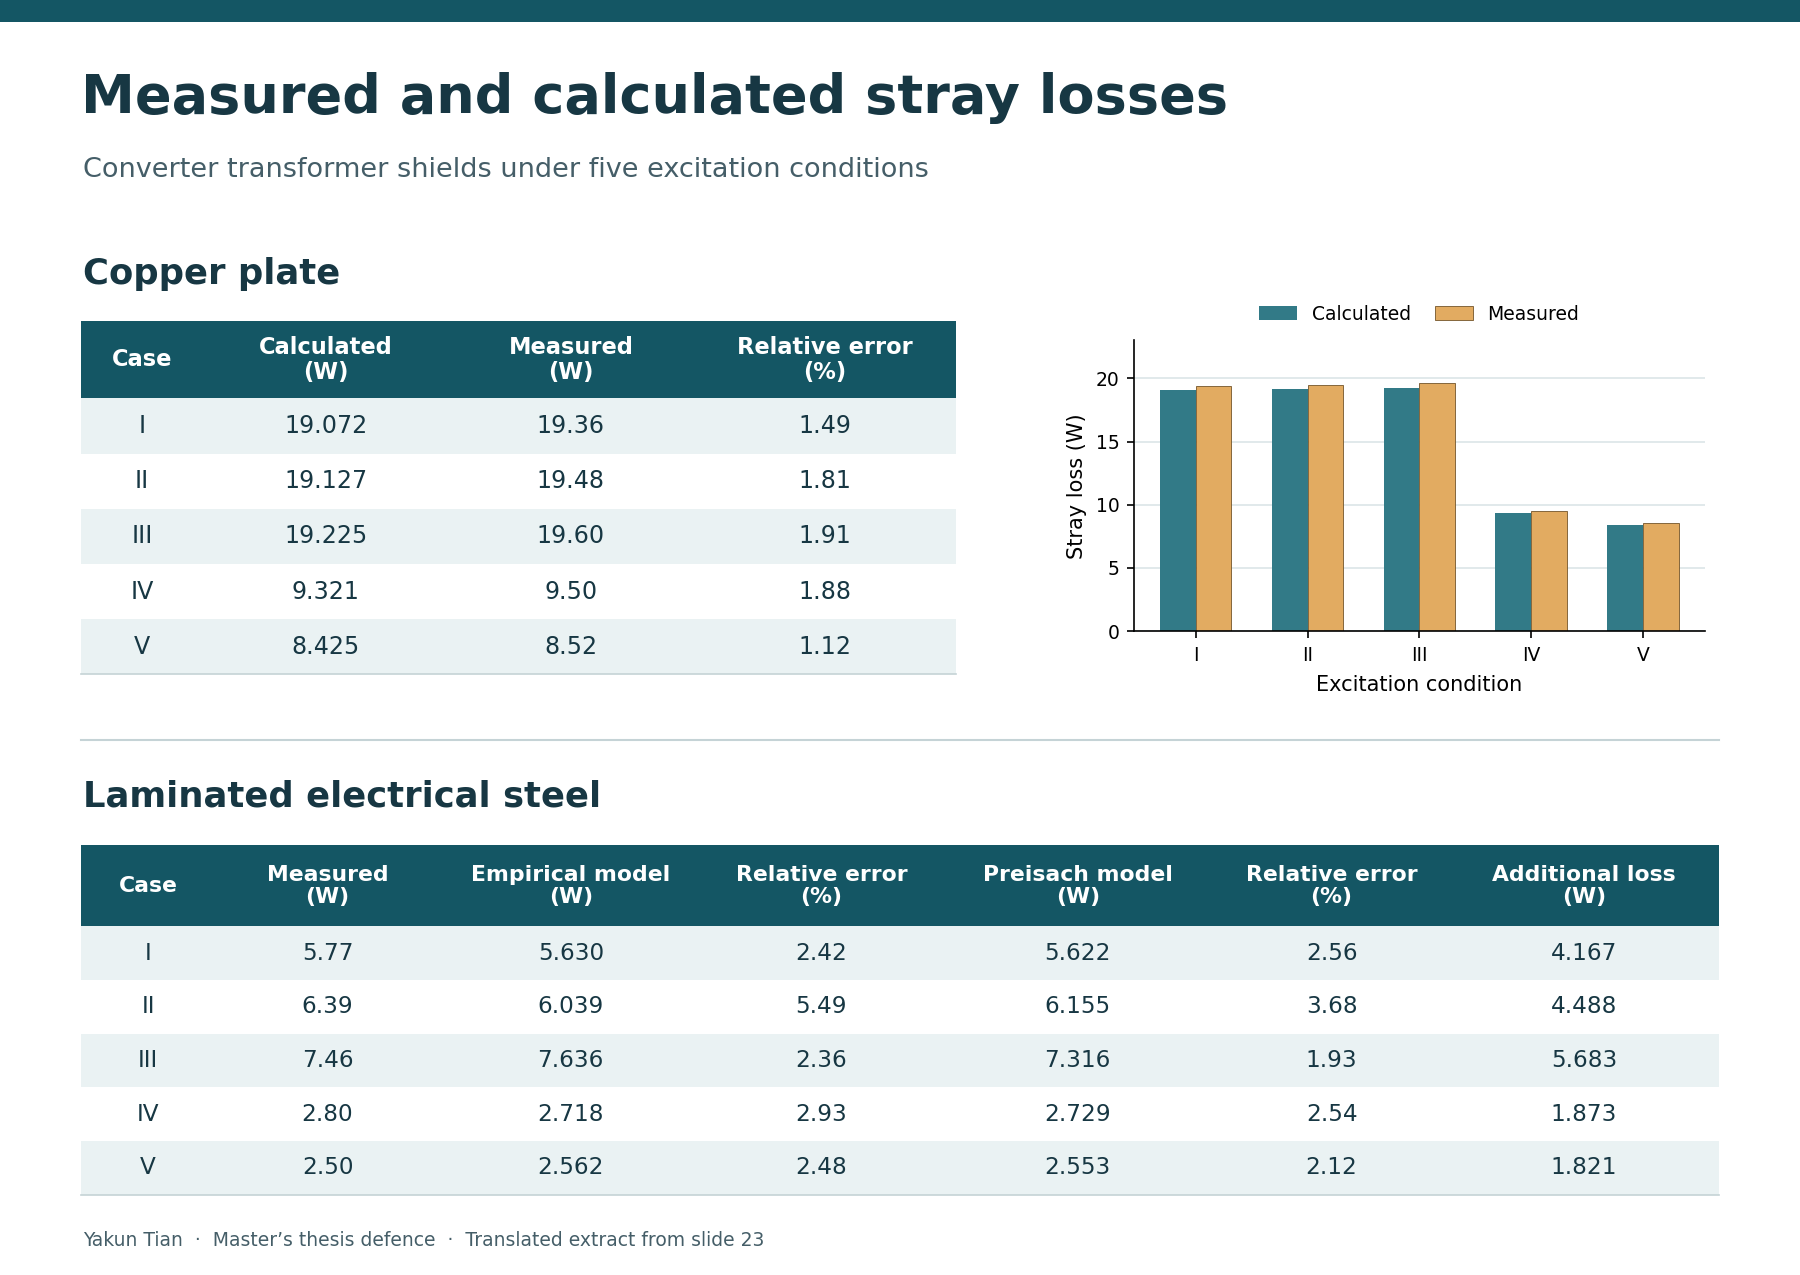 Measured and calculated stray losses
Converter transformer shields under five excitation conditions
Copper plate
Case Calculated (W) Measured (W) Relative error (%)
I 19.072 19.36 1.49
II 19.127 19.48 1.81
III 19.225 19.60 1.91
IV 9.321 9.50 1.88
V 8.425 8.52 1.12
Calculated Measured
Stray loss (W)
20
15
10
5
0
I II III IV V
Excitation condition
Laminated electrical steel
Case Measured (W) Empirical model (W) Relative error (%) Preisach model (W) Relative error (%) Additional loss (W)
I 5.77 5.630 2.42 5.622 2.56 4.167
II 6.39 6.039 5.49 6.155 3.68 4.488
III 7.46 7.636 2.36 7.316 1.93 5.683
IV 2.80 2.718 2.93 2.729 2.54 1.873
V 2.50 2.562 2.48 2.553 2.12 1.821
Yakun Tian · Master’s thesis defence · Translated extract from slide 23